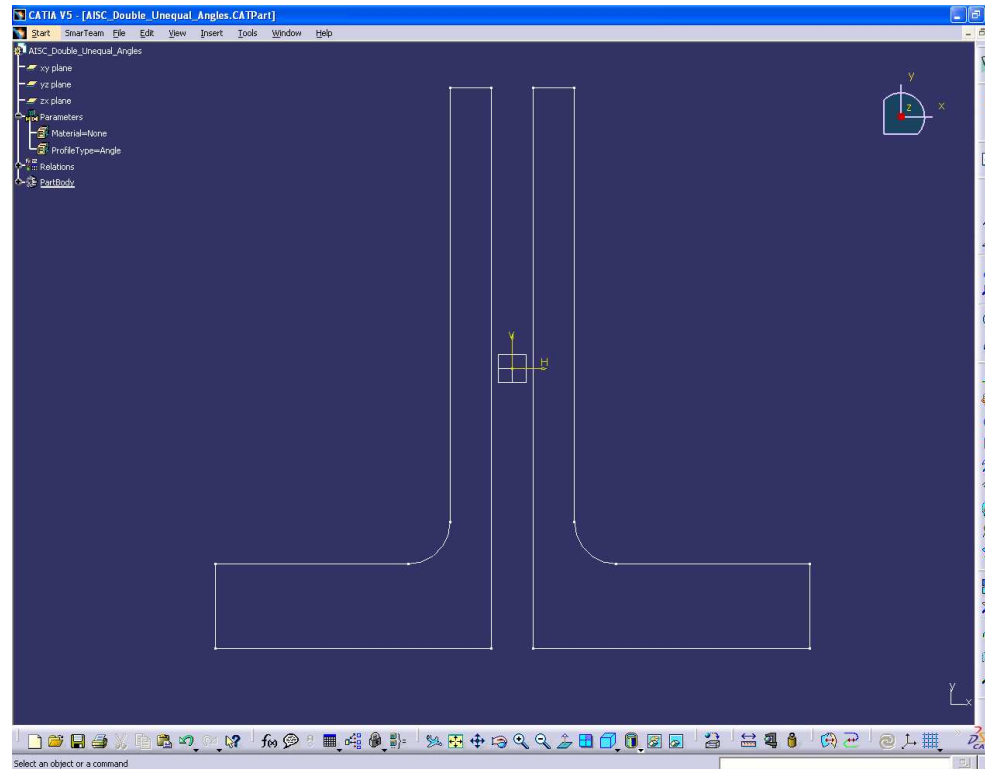 CATIA V5 - [AISC_Double_Unequal_Angles.CATPart]
Start SmarTeam File Edit View Insert Tools Window Help
AISC_Double_Unequal_Angles
xy plane
yz plane
zx plane
Parameters
Material=None
ProfileType=Angle
Relations
PartBody
y
z x
V
H
y
x
f(x)
Select an object or a command